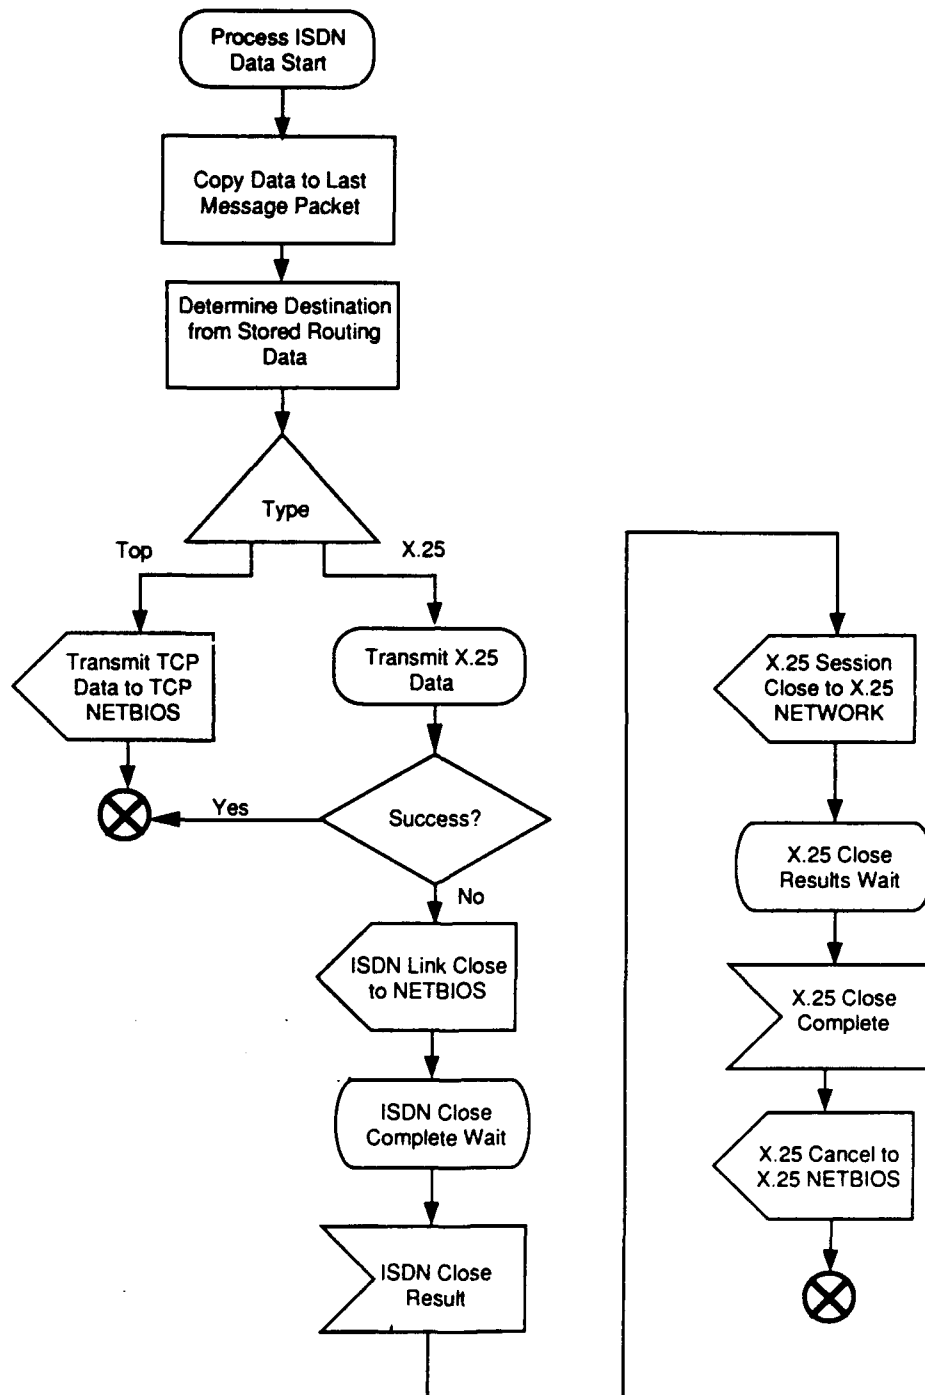 Process ISDN
Data Start
Copy Data to Last
Message Packet
Determine Destination
from Stored Routing
Data
Type
Top
X.25
Transmit TCP
Data to TCP
NETBIOS
Transmit X.25
Data
Yes
Success?
No
ISDN Link Close
to NETBIOS
ISDN Close
Complete Wait
ISDN Close
Result
X.25 Session
Close to X.25
NETWORK
X.25 Close
Results Wait
X.25 Close
Complete
X.25 Cancel to
X.25 NETBIOS